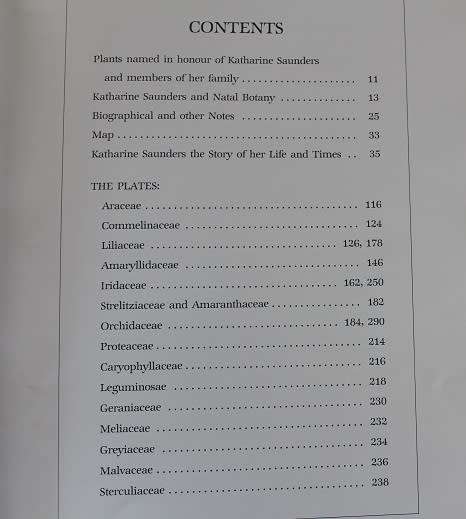 CONTENTS
Plants named in honour of Katharine Saunders
and members of her family . . . . . . . . . . . . . . . . . . . . 11
Katharine Saunders and Natal Botany . . . . . . . . . . . . . 13
Biographical and other Notes . . . . . . . . . . . . . . . . . . . . 25
Map . . . . . . . . . . . . . . . . . . . . . . . . . . . . . . . . . . . . . . . . . . 33
Katharine Saunders the Story of her Life and Times . . 35
THE PLATES:
Araceae . . . . . . . . . . . . . . . . . . . . . . . . . . . . . . . . . . . . . 116
Commelinaceae . . . . . . . . . . . . . . . . . . . . . . . . . . . . . . 124
Liliaceae . . . . . . . . . . . . . . . . . . . . . . . . . . . . . . . . 126, 178
Amaryllidaceae . . . . . . . . . . . . . . . . . . . . . . . . . . . . . . 146
Iridaceae . . . . . . . . . . . . . . . . . . . . . . . . . . . . . . . . 162, 250
Strelitziaceae and Amaranthaceae . . . . . . . . . . . . . . . 182
Orchidaceae . . . . . . . . . . . . . . . . . . . . . . . . . . . . . 184, 290
Proteaceae . . . . . . . . . . . . . . . . . . . . . . . . . . . . . . . . . . . 214
Caryophyllaceae . . . . . . . . . . . . . . . . . . . . . . . . . . . . . . 216
Leguminosae . . . . . . . . . . . . . . . . . . . . . . . . . . . . . . . . 218
Geraniaceae . . . . . . . . . . . . . . . . . . . . . . . . . . . . . . . . . 230
Meliaceae . . . . . . . . . . . . . . . . . . . . . . . . . . . . . . . . . . . 232
Greyiaceae . . . . . . . . . . . . . . . . . . . . . . . . . . . . . . . . . . 234
Malvaceae . . . . . . . . . . . . . . . . . . . . . . . . . . . . . . . . . . . 236
Sterculiaceae . . . . . . . . . . . . . . . . . . . . . . . . . . . . . . . . 238